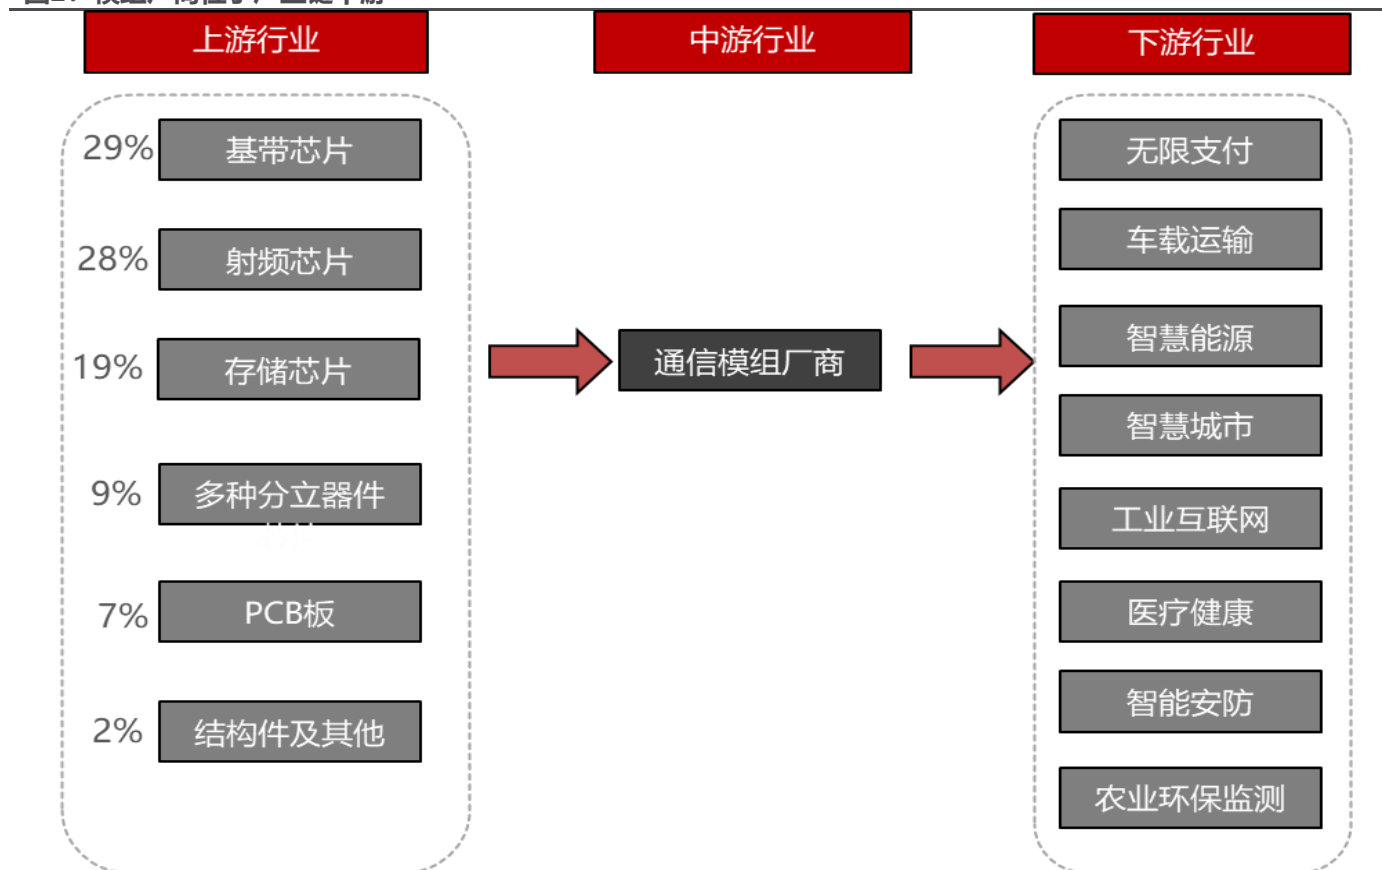 上游行业
中游行业
下游行业
29%
基带芯片
28%
射频芯片
19%
存储芯片
9%
多种分立器件
7%
PCB板
2%
结构件及其他
通信模组厂商
无限支付
车载运输
智慧能源
智慧城市
工业互联网
医疗健康
智能安防
农业环保监测